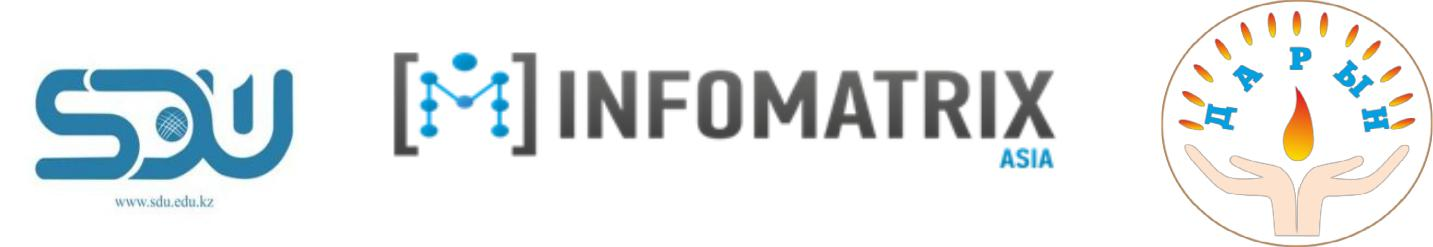 SDU
www.sdu.edu.kz
[M] INFOMATRIX
ASIA
ДАРЫН